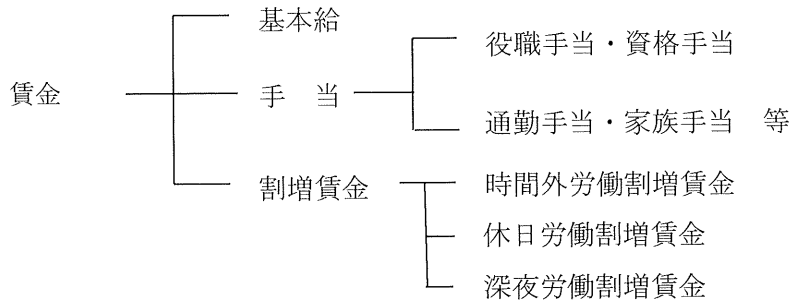 賃金
基本給
手　当
役職手当・資格手当
通勤手当・家族手当　等
割増賃金
時間外労働割増賃金
休日労働割増賃金
深夜労働割増賃金